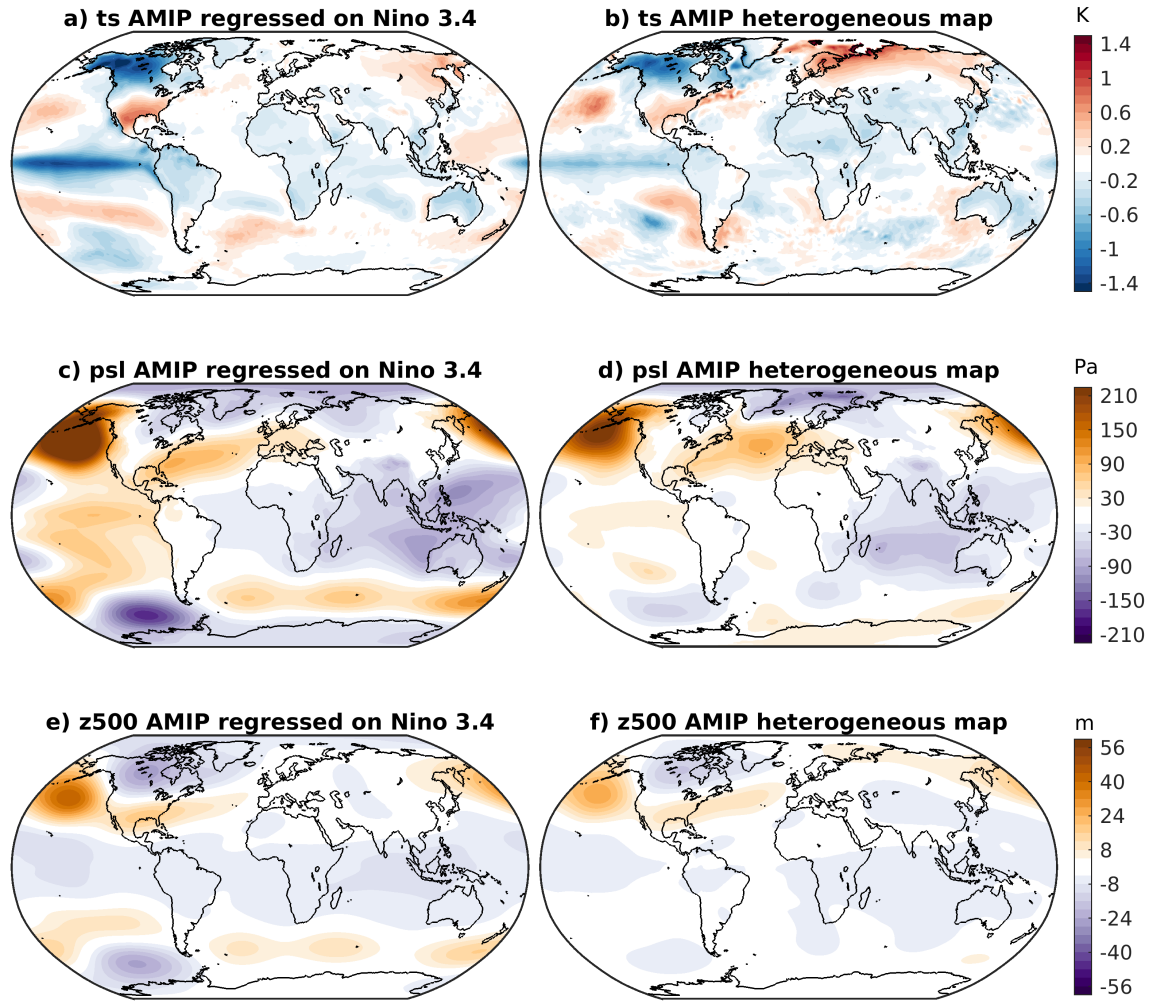 a) ts AMIP regressed on Nino 3.4
b) ts AMIP heterogeneous map
K
1.4
1
0.6
0.2
-0.2
-0.6
-1
-1.4
c) psl AMIP regressed on Nino 3.4
d) psl AMIP heterogeneous map
Pa
210
150
90
30
-30
-90
-150
-210
e) z500 AMIP regressed on Nino 3.4
f) z500 AMIP heterogeneous map
m
56
40
24
8
-8
-24
-40
-56